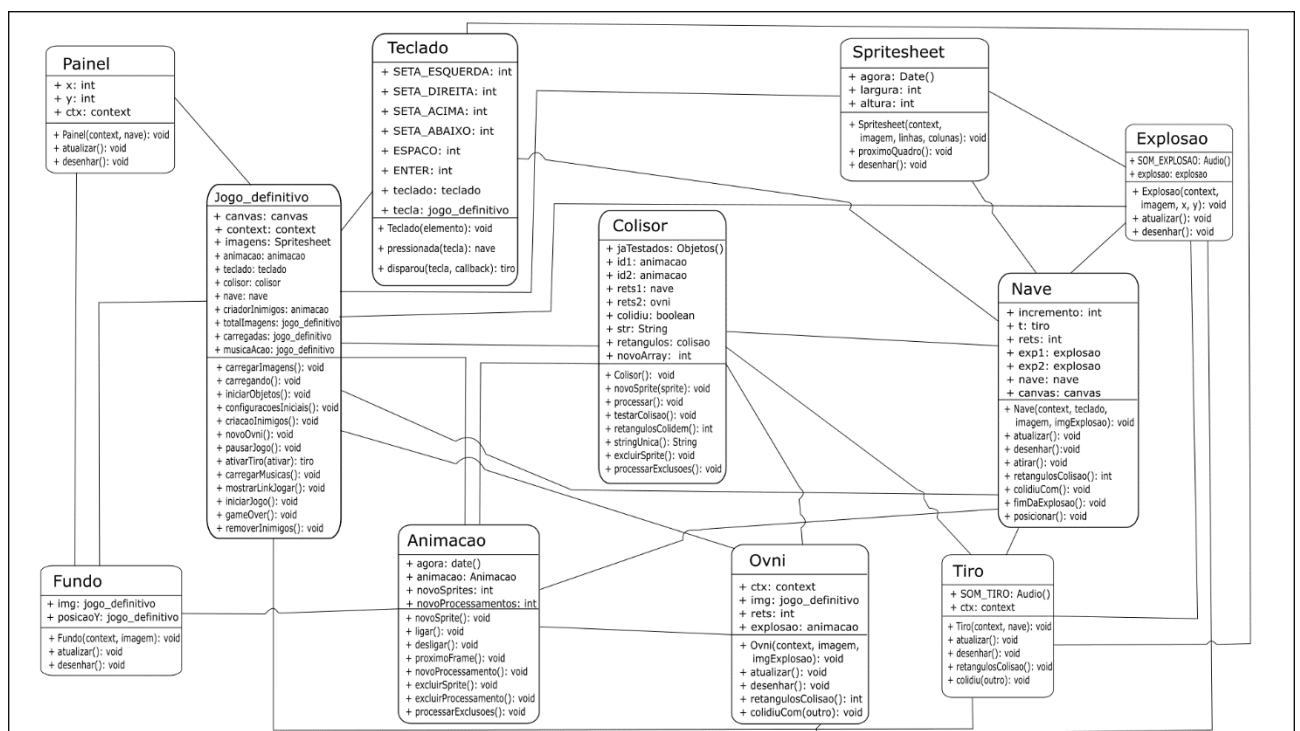 Painel
+ x: int
+ y: int
+ ctx: context
+ Painel(context, nave): void
+ atualizar(): void
+ desenhar(): void
Teclado
+ SETA_ESQUERDA: int
+ SETA_DIREITA: int
+ SETA_ACIMA: int
+ SETA_ABAIXO: int
+ ESPACO: int
+ ENTER: int
+ teclado: teclado
+ tecla: jogo_definitivo
+ Teclado(elemento): void
+ pressionada(tecla): nave
+ disparou(tecla, callback): tiro
Spritesheet
+ agora: Date()
+ largura: int
+ altura: int
+ Spritesheet(context,
imagem, linhas, colunas): void
+ proximoQuadro(): void
+ desenhar(): void
Explosao
+ SOM_EXPLOSAO: Audio()
+ explosao: explosao
+ Explosao(context,
imagem, x, y): void
+ atualizar(): void
+ desenhar(): void
Jogo_definitivo
+ canvas: canvas
+ context: context
+ imagens: Spritesheet
+ animacao: animacao
+ teclado: teclado
+ colisor: colisor
+ nave: nave
+ criadorInimigos: animacao
+ totalImagens: jogo_definitivo
+ carregadas: jogo_definitivo
+ musicaAcao: jogo_definitivo
+ carregarImagens(): void
+ carregando(): void
+ iniciarObjetos(): void
+ configuracoesIniciais(): void
+ criacaoInimigos(): void
+ novoOvni(): void
+ pausarJogo(): void
+ ativarTiro(ativar): tiro
+ carregarMusicas(): void
+ mostrarLinkJogar(): void
+ iniciarJogo(): void
+ gameOver(): void
+ removerInimigos(): void
Colisor
+ jaTestados: Objetos()
+ id1: animacao
+ id2: animacao
+ rets1: nave
+ rets2: ovni
+ colidiu: boolean
+ str: String
+ retangulos: colisao
+ novoArray: int
+ Colisor(): void
+ novoSprite(sprite): void
+ processar(): void
+ testarColisao(): void
+ retangulosColidem(): int
+ stringUnica(): String
+ excluirSprite(): void
+ processarExclusoes(): void
Nave
+ incremento: int
+ t: tiro
+ rets: int
+ exp1: explosao
+ exp2: explosao
+ nave: nave
+ canvas: canvas
+ Nave(context, teclado,
imagem, imgExplosao): void
+ atualizar(): void
+ desenhar():void
+ atirar(): void
+ retangulosColisao(): int
+ colidiuCom(): void
+ fimDaExplosao(): void
+ posicionar(): void
Fundo
+ img: jogo_definitivo
+ posicaoY: jogo_definitivo
+ Fundo(context, imagem): void
+ atualizar(): void
+ desenhar(): void
Animacao
+ agora: date()
+ animacao: Animacao
+ novoSprites: int
+ novoProcessamentos: int
+ novoSprite(): void
+ ligar(): void
+ desligar(): void
+ proximoFrame(): void
+ novoProcessamento(): void
+ excluirSprite(): void
+ excluirProcessamento(): void
+ processarExclusoes(): void
Ovni
+ ctx: context
+ img: jogo_definitivo
+ rets: int
+ explosao: animacao
+ Ovni(context, imagem,
imgExplosao): void
+ atualizar(): void
+ desenhar(): void
+ retangulosColisao(): int
+ colidiuCom(outro): void
Tiro
+ SOM_TIRO: Audio()
+ ctx: context
+ Tiro(context, nave): void
+ atualizar(): void
+ desenhar(): void
+ retangulosColisao(): void
+ colidiu(outro): void